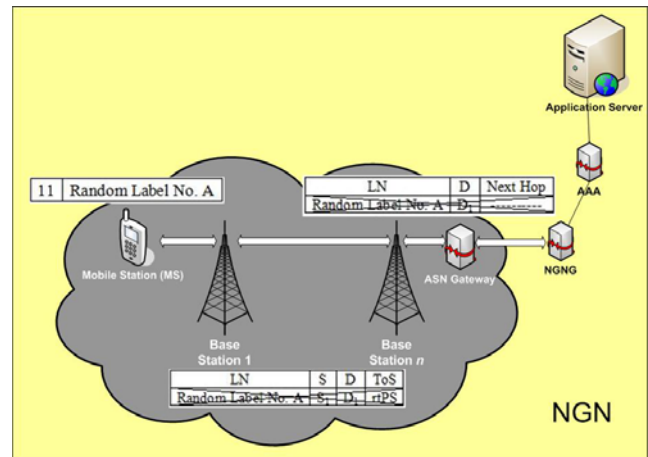 Application Server
AAA
LN D Next Hop
Random Label No. A D₁ --------
11 Random Label No. A
Mobile Station (MS)
ASN Gateway
NGNG
Base
Station 1
Base
Station n
LN S D ToS
Random Label No. A S₁ D₁ rtPS
NGN